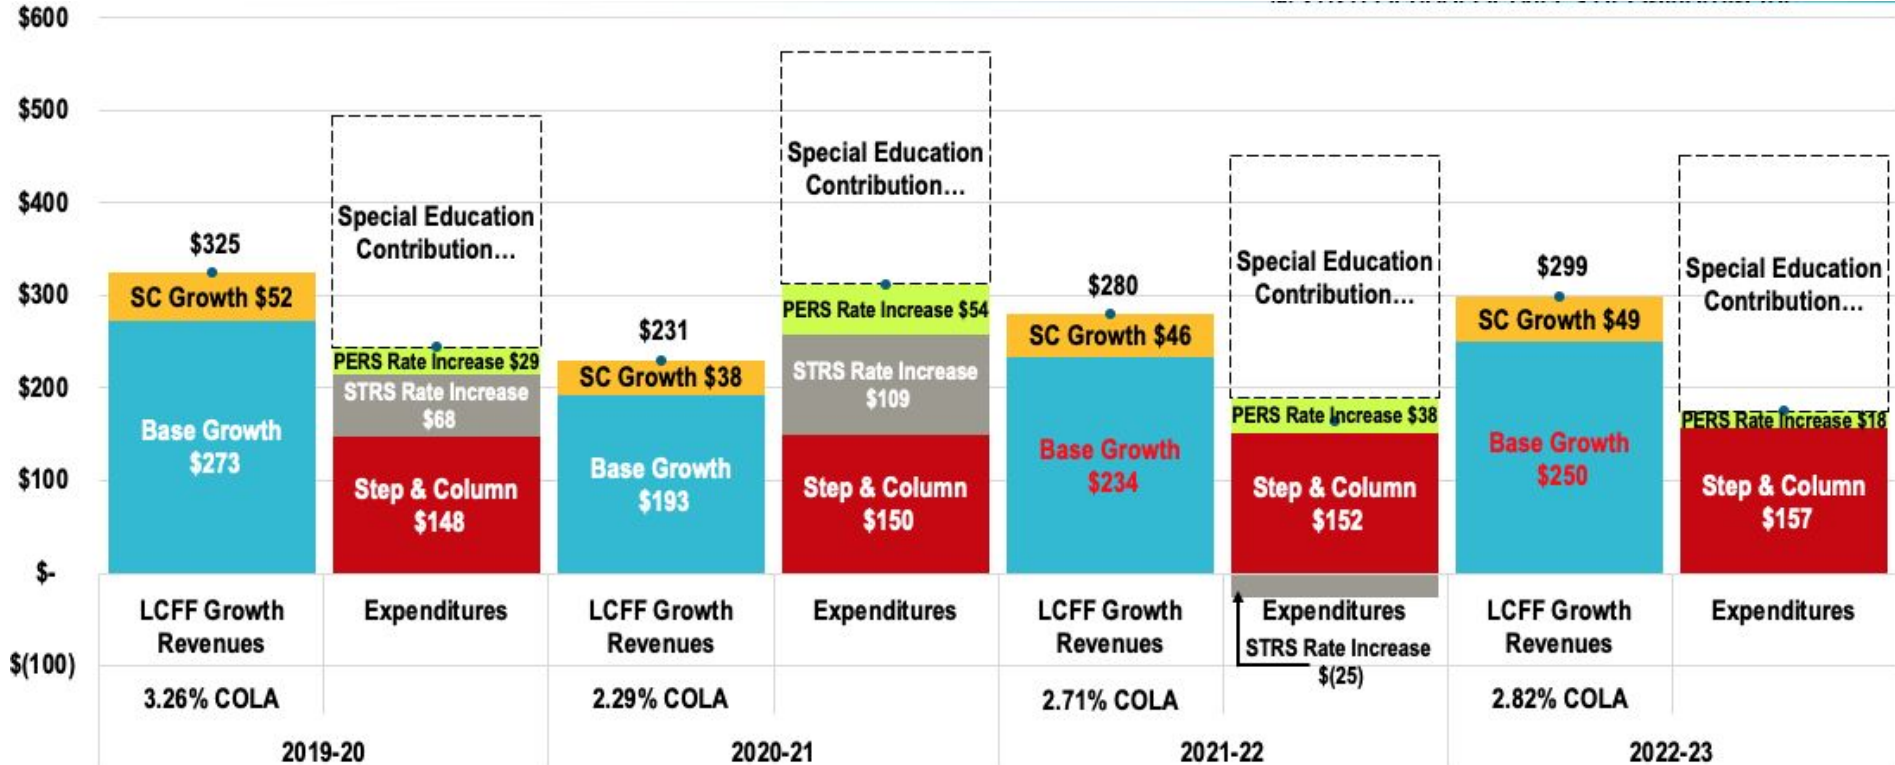 $600
$500
$400
$300
$200
$100
$-
$(100)
$325
SC Growth $52
Base Growth
$273
Special Education
Contribution...
PERS Rate Increase $29
STRS Rate Increase
$68
Step & Column
$148
$231
SC Growth $38
Base Growth
$193
Special Education
Contribution...
PERS Rate Increase $54
STRS Rate Increase
$109
Step & Column
$150
$280
SC Growth $46
Base Growth
$234
Special Education
Contribution...
PERS Rate Increase $38
Step & Column
$152
STRS Rate Increase
$(25)
$299
SC Growth $49
Base Growth
$250
Special Education
Contribution...
PERS Rate Increase $18
Step & Column
$157
LCFF Growth
Revenues
Expenditures
LCFF Growth
Revenues
Expenditures
LCFF Growth
Revenues
Expenditures
LCFF Growth
Revenues
Expenditures
3.26% COLA
2.29% COLA
2.71% COLA
2.82% COLA
2019-20
2020-21
2021-22
2022-23